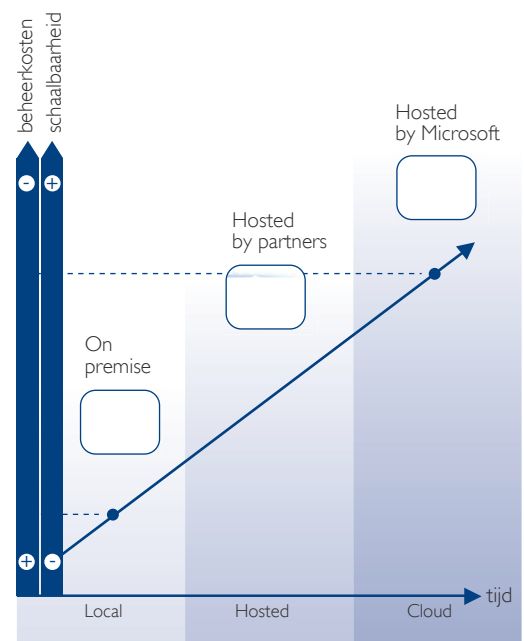 beheerkosten
schaalbaarheid
- +
Hosted
by Microsoft
Hosted
by partners
On
premise
+ -
tijd
Local
Hosted
Cloud